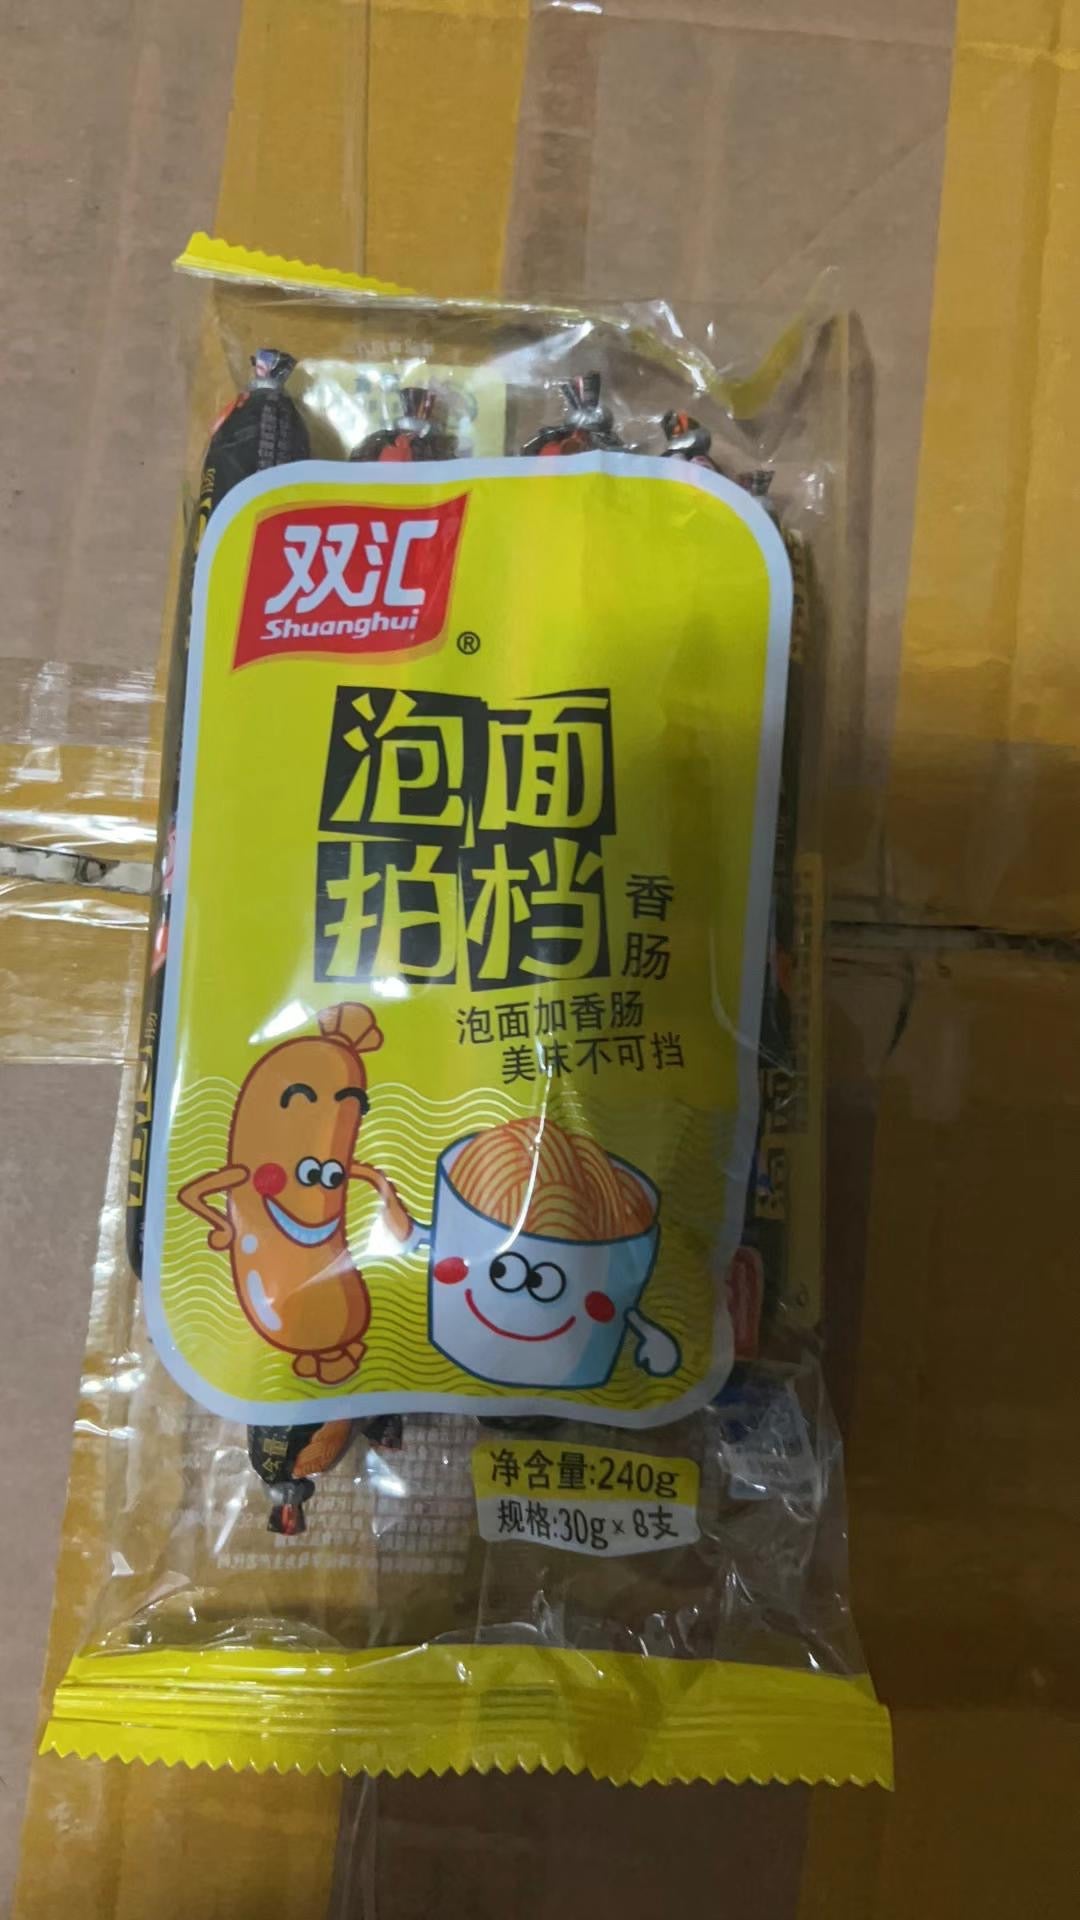 双汇
Shuanghui
®
泡面
拍档
香肠
泡面加香肠
美味不可挡
净含量:240g
规格:30g×8支